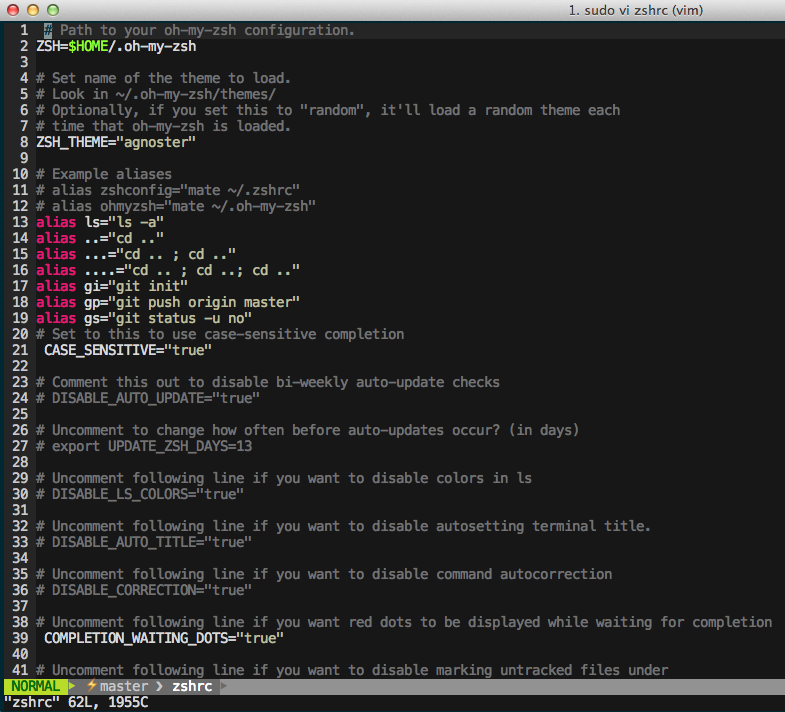 1. sudo vi zshrc (vim)
1 # Path to your oh-my-zsh configuration.
2 ZSH=$HOME/.oh-my-zsh
3
4 # Set name of the theme to load.
5 # Look in ~/.oh-my-zsh/themes/
6 # Optionally, if you set this to "random", it'll load a random theme each
7 # time that oh-my-zsh is loaded.
8 ZSH_THEME="agnoster"
9
10 # Example aliases
11 # alias zshconfig="mate ~/.zshrc"
12 # alias ohmyzsh="mate ~/.oh-my-zsh"
13 alias ls="ls -a"
14 alias ..="cd .."
15 alias ...="cd .. ; cd .."
16 alias ....="cd .. ; cd ..; cd .."
17 alias gi="git init"
18 alias gp="git push origin master"
19 alias gs="git status -u no"
20 # Set to this to use case-sensitive completion
21  CASE_SENSITIVE="true"
22
23 # Comment this out to disable bi-weekly auto-update checks
24 # DISABLE_AUTO_UPDATE="true"
25
26 # Uncomment to change how often before auto-updates occur? (in days)
27 # export UPDATE_ZSH_DAYS=13
28
29 # Uncomment following line if you want to disable colors in ls
30 # DISABLE_LS_COLORS="true"
31
32 # Uncomment following line if you want to disable autosetting terminal title.
33 # DISABLE_AUTO_TITLE="true"
34
35 # Uncomment following line if you want to disable command autocorrection
36 # DISABLE_CORRECTION="true"
37
38 # Uncomment following line if you want red dots to be displayed while waiting for completion
39  COMPLETION_WAITING_DOTS="true"
40
41 # Uncomment following line if you want to disable marking untracked files under
NORMAL ⚡master ❯ zshrc
"zshrc" 62L, 1955C